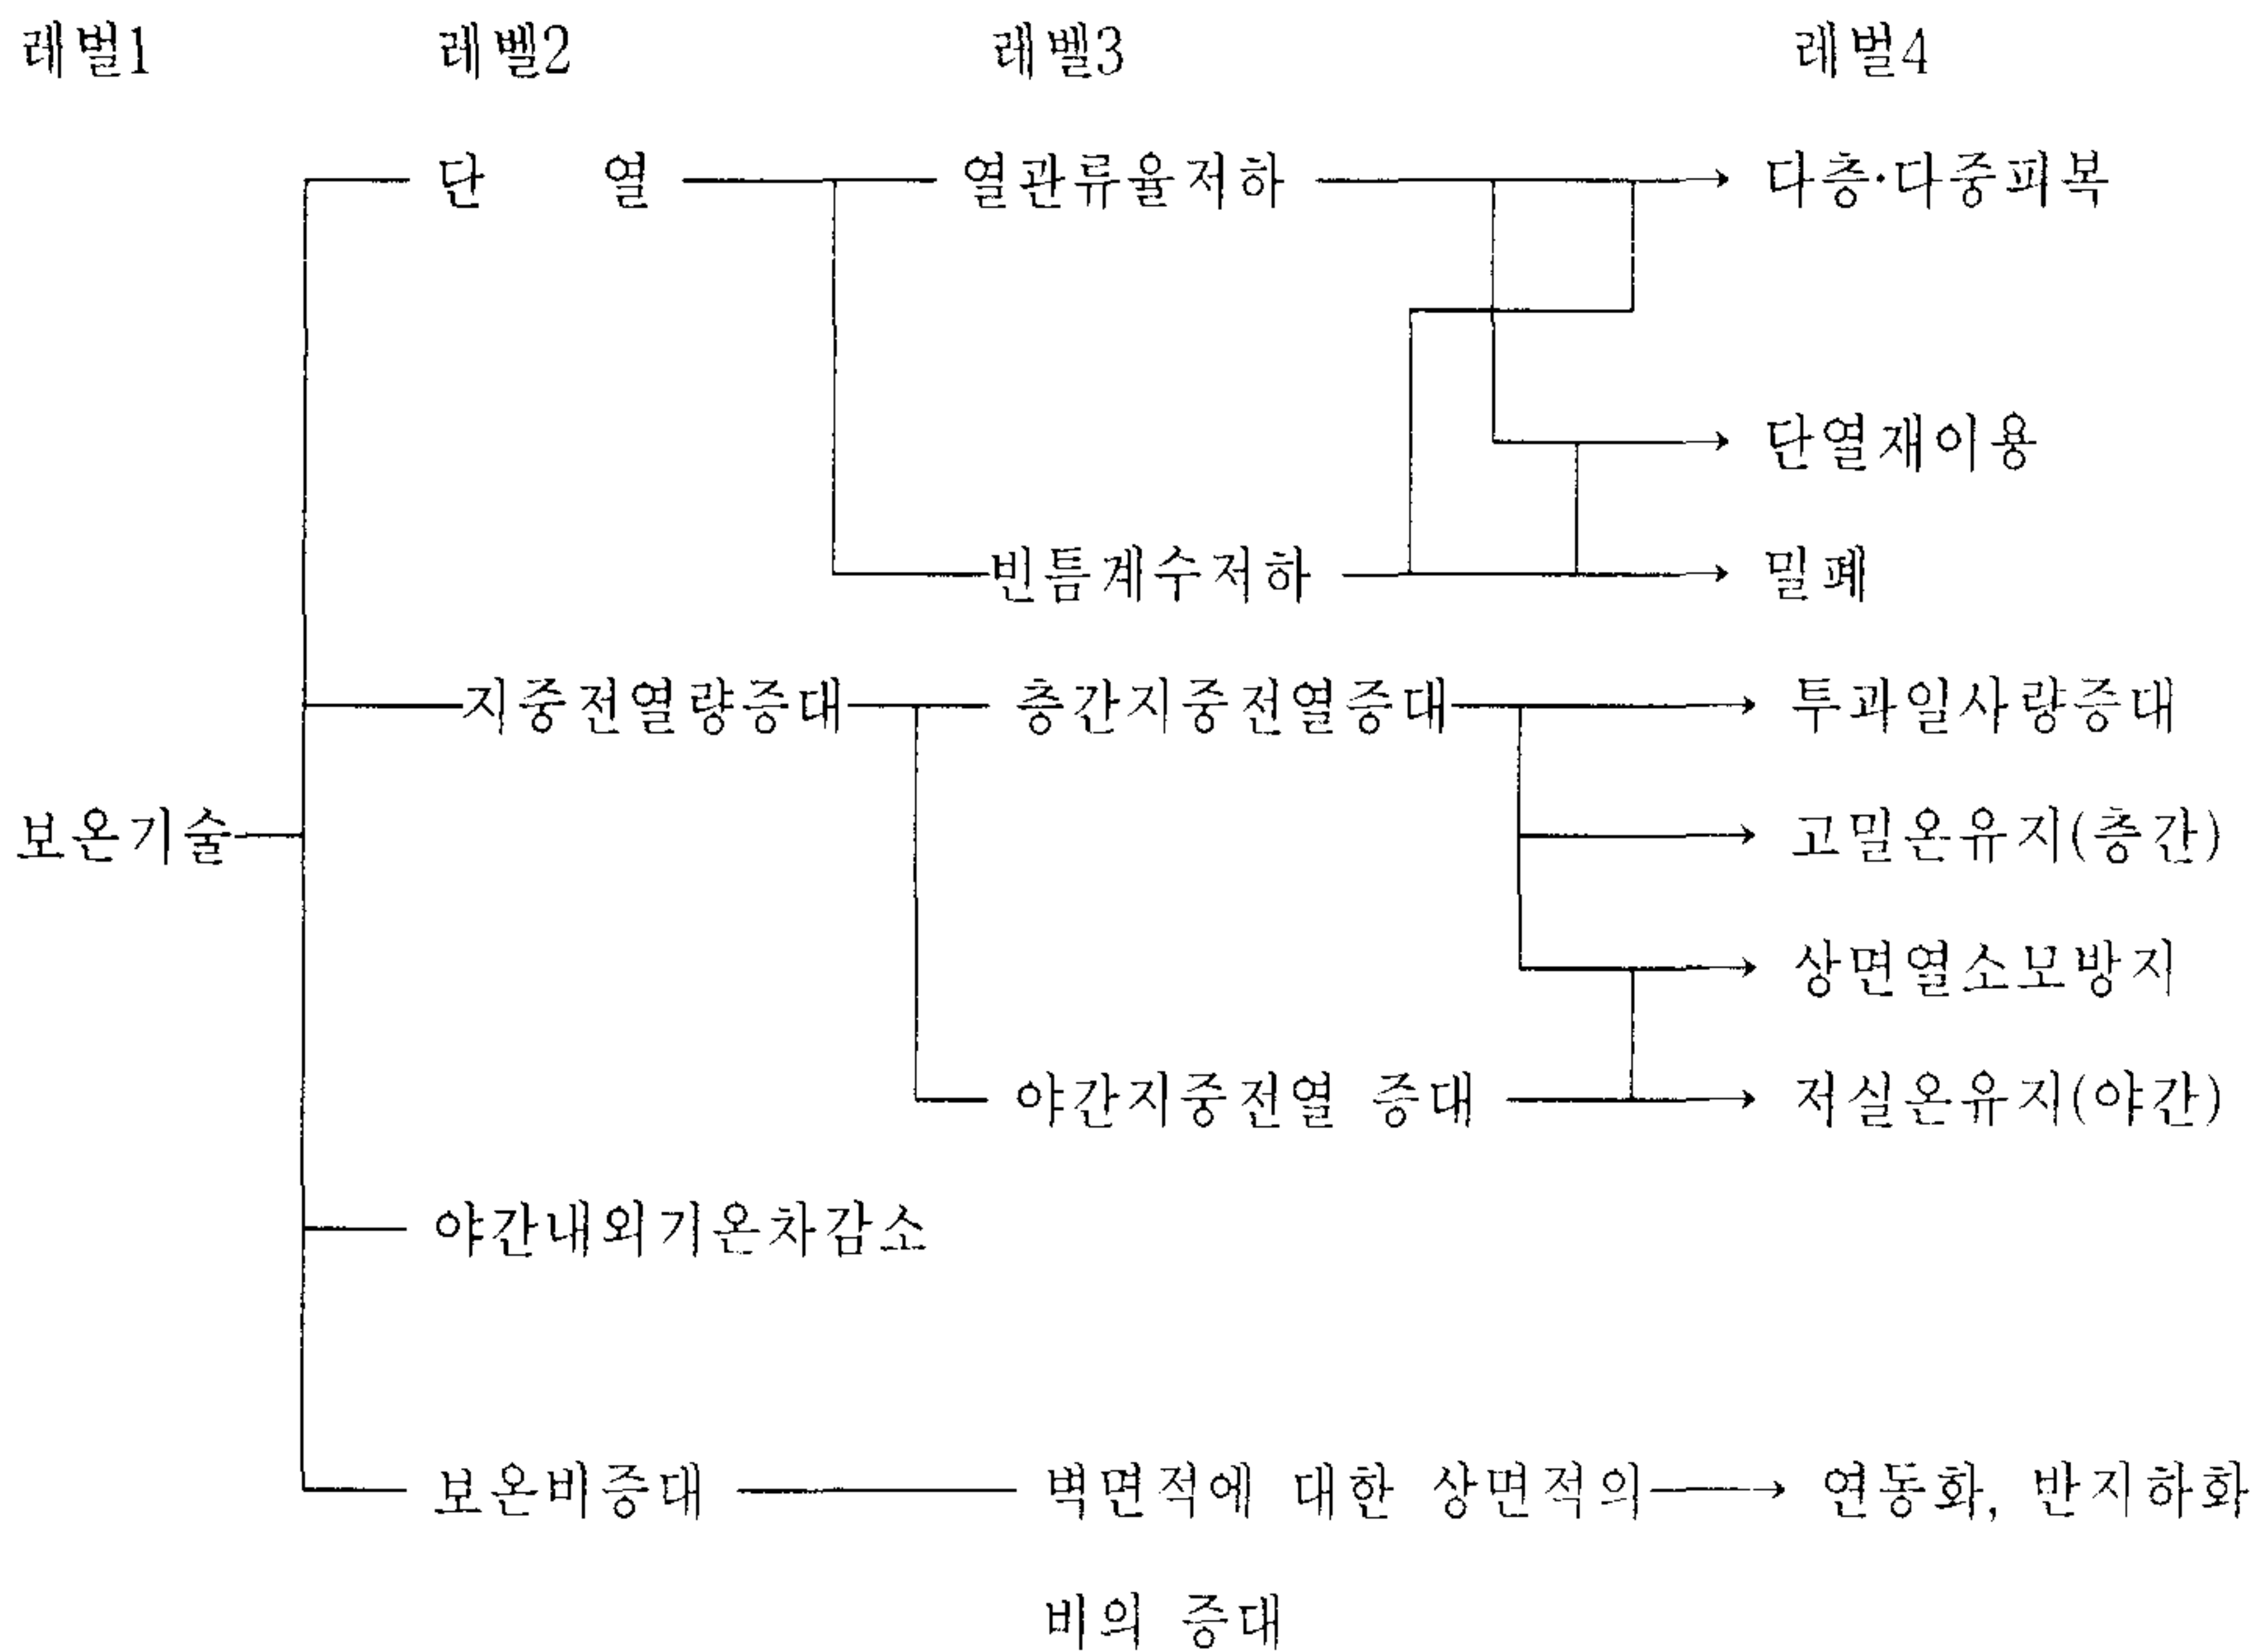 레벌1 레벨2 레벨3 레벌4
단 열 열관류율저하 다층·다중피복
단열재이용
빈틈계수저하 밀폐
지중전열량증대 층간지중전열증대 투과일사량증대
보온기술 고밀온유지(층간)
상면열소모방지
야간지중전열 증대 저실온유지(야간)
야간내외기온차감소
보온비증대 벽면적에 대한 상면적의 연동화, 반지하화
비의 증대